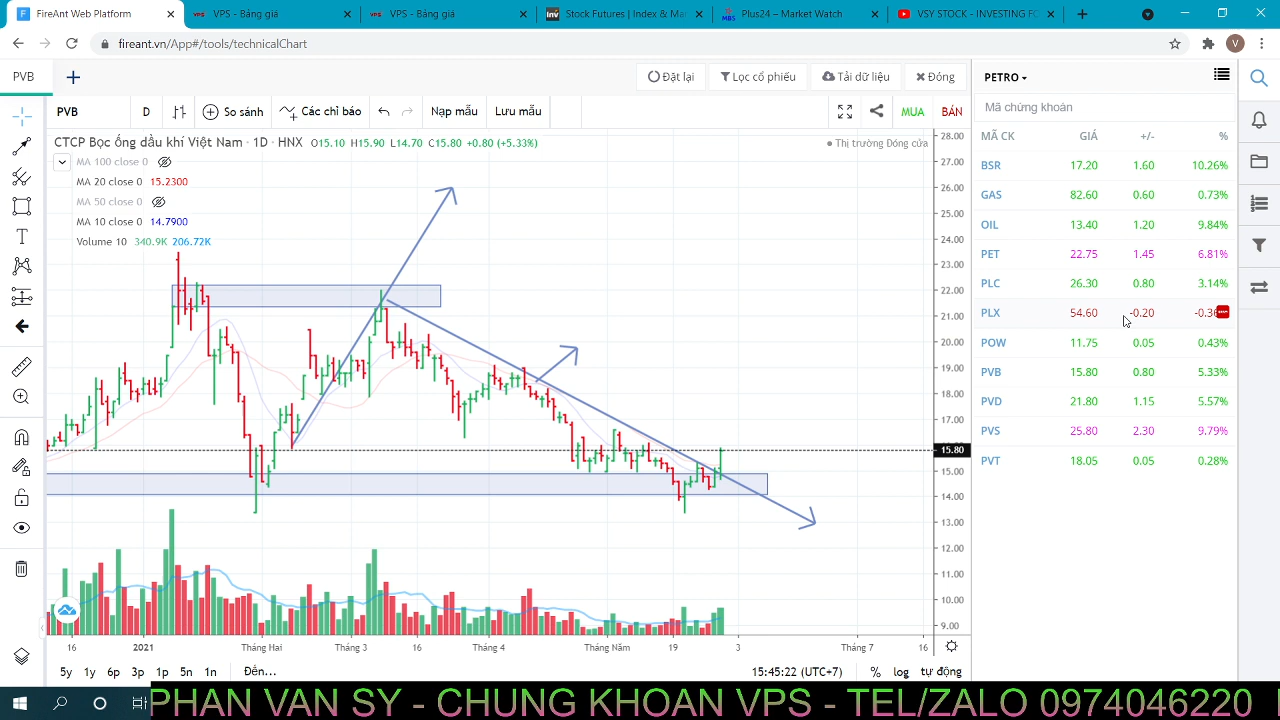 FireAnt Web Platform
VPS - Bảng giá
VPS - Bảng giá
Stock Futures | Index & Mar
Plus24 – Market Watch
VSY STOCK - INVESTING FO
fireant.vn/App#/tools/technicalChart
V
PVB
Đặt lại
Lọc cổ phiếu
Tải dữ liệu
Đóng
PVB
D
So sánh
Các chỉ báo
Nạp mẫu
Lưu mẫu
MUA
BÁN
CTCP Bọc ống dầu khí Việt Nam · 1D · HNX O15.10 H15.90 L14.70 C15.80 +0.80 (+5.33%)
Thị trường Đóng cửa
MA 100 close 0
MA 20 close 0 15.2300
MA 50 close 0
MA 10 close 0 14.7900
Volume 10 340.9K 206.72K
28.00
27.00
26.00
25.00
24.00
23.00
22.00
21.00
20.00
19.00
18.00
17.00
15.80
15.00
14.00
13.00
12.00
11.00
10.00
9.00
16 2021 Tháng Hai Tháng 3 16 Tháng 4 Tháng Năm 19 3 Tháng 7 16
5y 1y 6p 3p 1p 5n 1n Đến...
15:45:22 (UTC+7) % log tự động
PETRO
Mã chứng khoán
MÃ CK GIÁ +/- %
BSR 17.20 1.60 10.26%
GAS 82.60 0.60 0.73%
OIL 13.40 1.20 9.84%
PET 22.75 1.45 6.81%
PLC 26.30 0.80 3.14%
PLX 54.60 -0.20
POW 11.75 0.05 0.43%
PVB 15.80 0.80 5.33%
PVD 21.80 1.15 5.57%
PVS 25.80 2.30 9.79%
PVT 18.05 0.05 0.28%
PHAN VAN SY - CHUNG KHOAN VPS - TEL/ZALO 0974046220